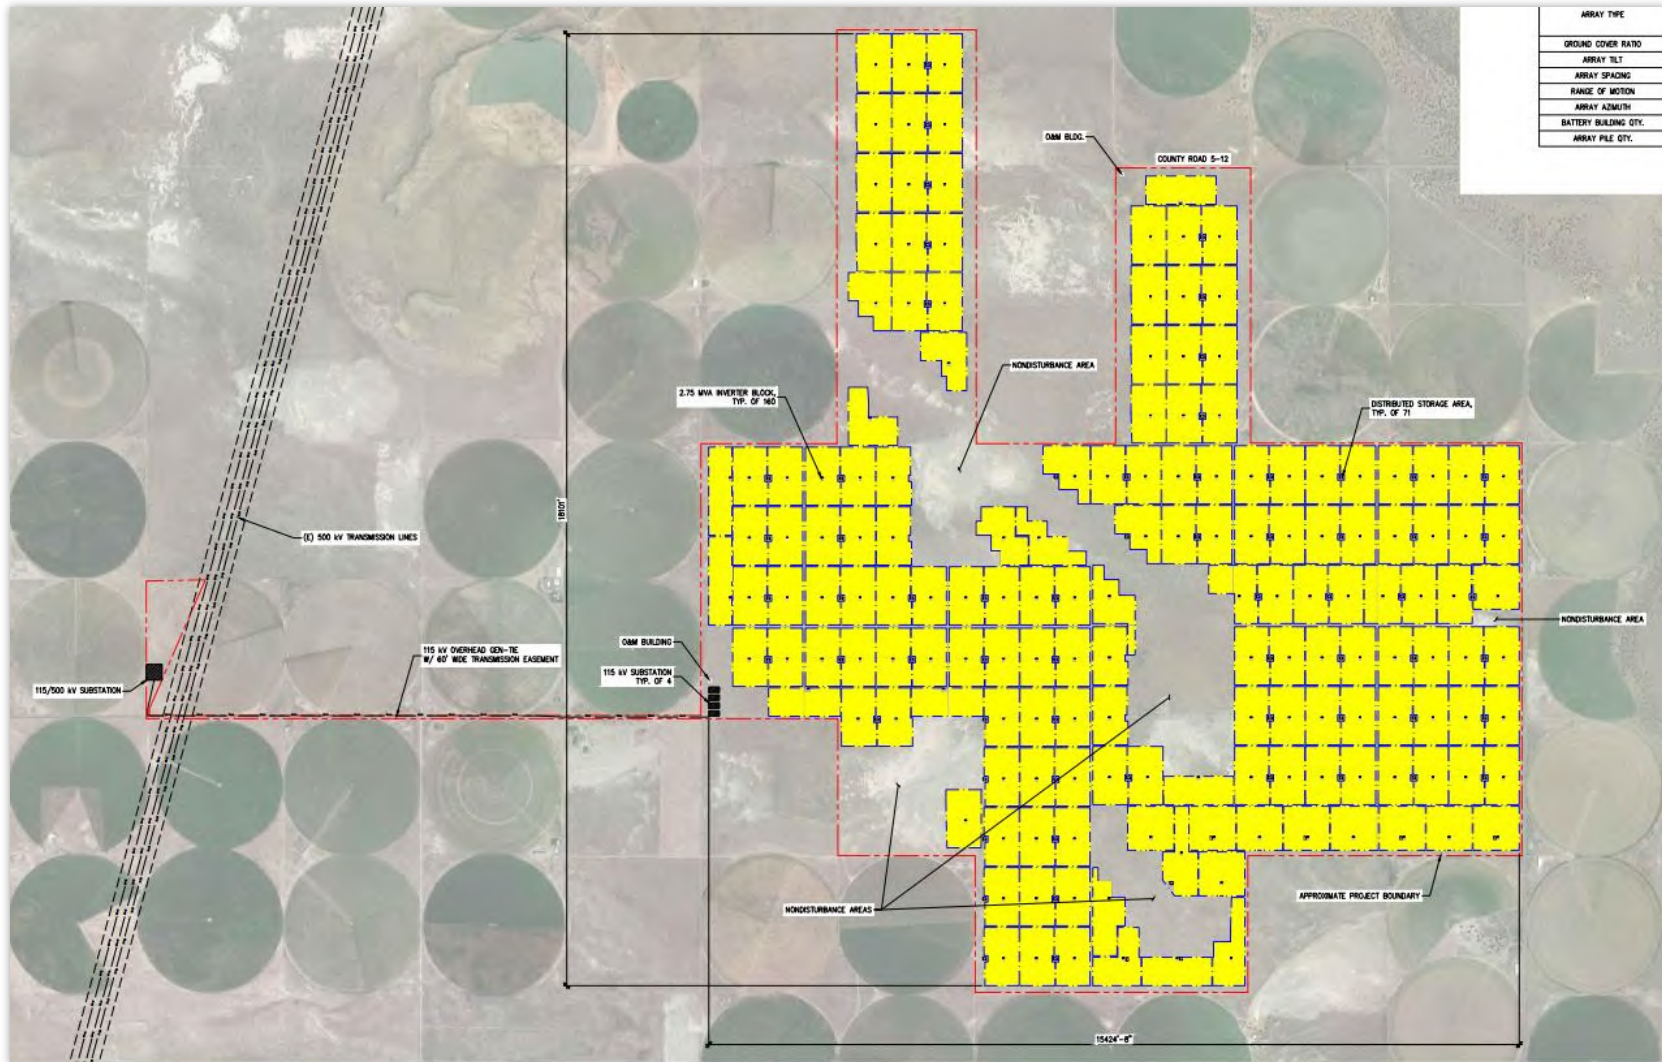 ARRAY TYPE
GROUND COVER RATIO
ARRAY TILT
ARRAY SPACING
RANGE OF MOTION
ARRAY AZIMUTH
BATTERY BUILDING QTY.
ARRAY PILE QTY.
O&M BLDG.
COUNTY ROAD 5-12
NONDISTURBANCE AREA
2.75 MVA INVERTER BLOCK,
TYP. OF 160
DISTRIBUTED STORAGE AREA,
TYP. OF 71
18101'
(E) 500 kV TRANSMISSION LINES
NONDISTURBANCE AREA
O&M BUILDING
115 kV OVERHEAD GEN-TIE
W/ 60' WIDE TRANSMISSION EASEMENT
115 kV SUBSTATION
TYP. OF 4
115/500 kV SUBSTATION
APPROXIMATE PROJECT BOUNDARY
NONDISTURBANCE AREAS
15424'-6"